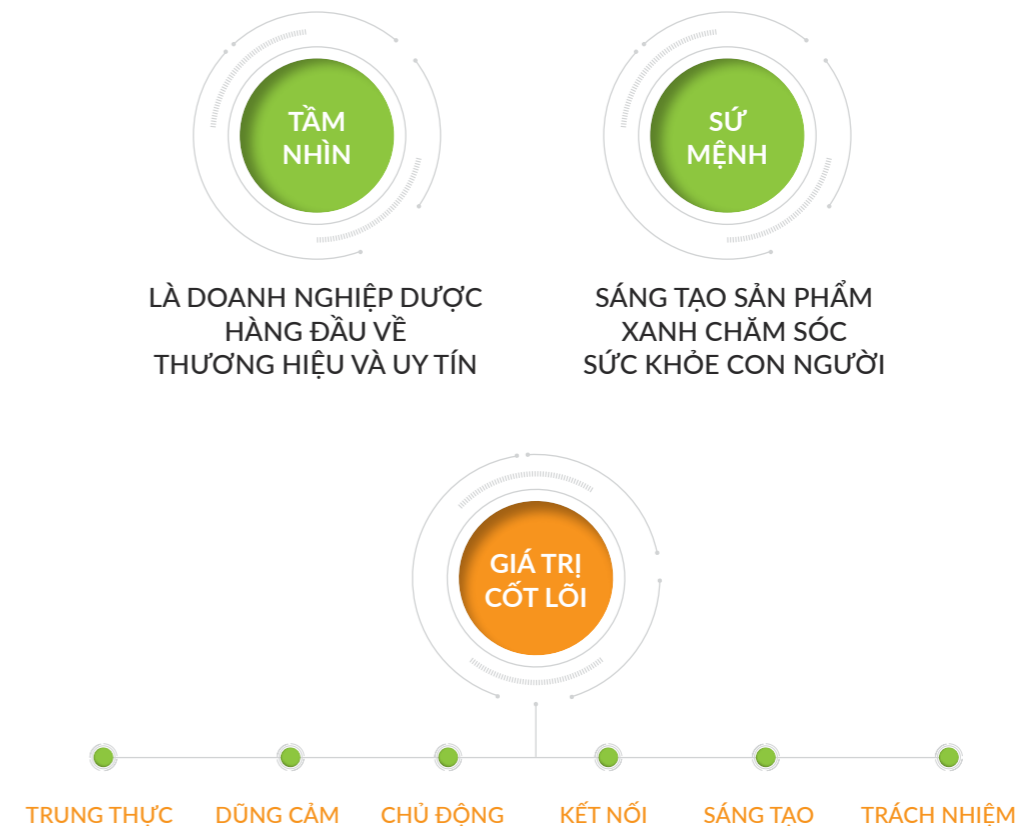 TẦM
NHÌN
LÀ DOANH NGHIỆP DƯỢC
HÀNG ĐẦU VỀ
THƯƠNG HIỆU VÀ UY TÍN
SỨ
MỆNH
SÁNG TẠO SẢN PHẨM
XANH CHĂM SÓC
SỨC KHỎE CON NGƯỜI
GIÁ TRỊ
CỐT LÕI
TRUNG THỰC
DŨNG CẢM
CHỦ ĐỘNG
KẾT NỐI
SÁNG TẠO
TRÁCH NHIỆM